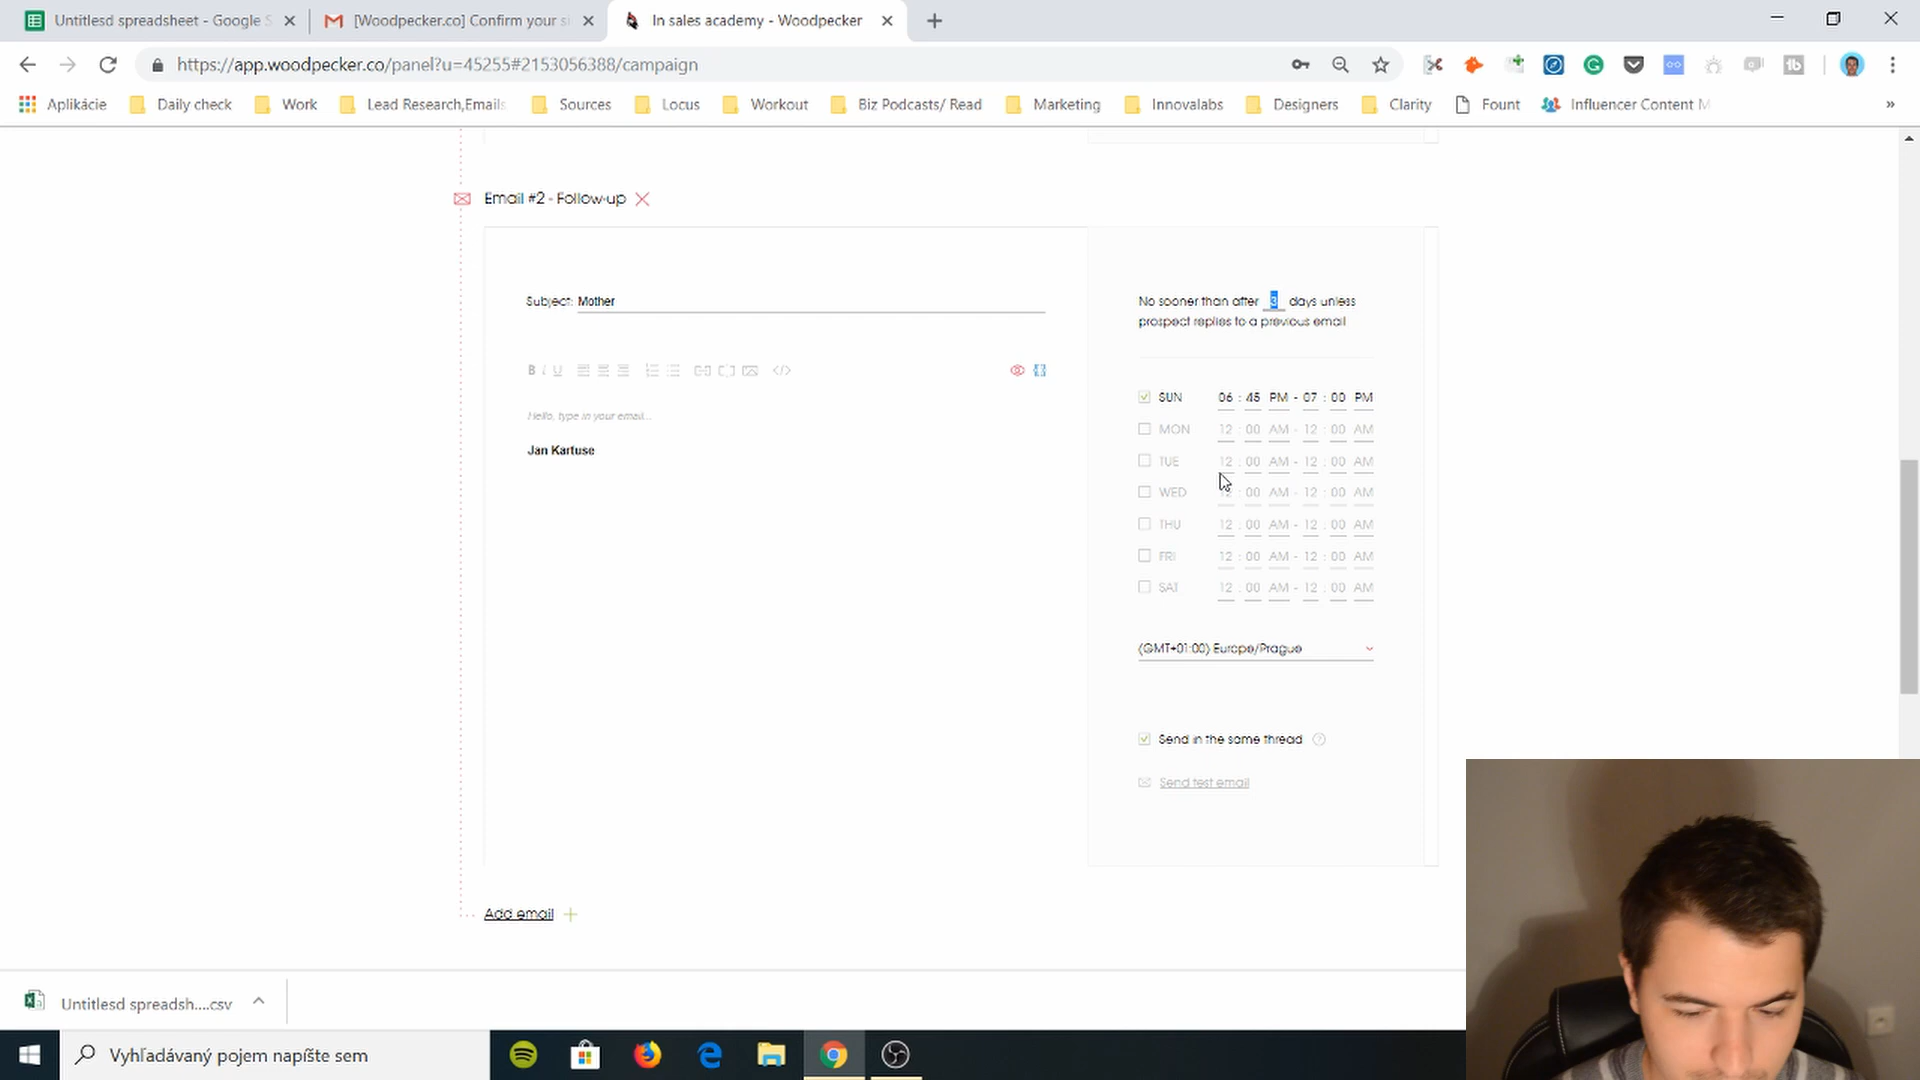 Untitlesd spreadsheet - Google S
[Woodpecker.co] Confirm your si
In sales academy - Woodpecker
https://app.woodpecker.co/panel?u=45255#2153056388/campaign
Aplikácie
Daily check
Work
Lead Research,Emails
Sources
Locus
Workout
Biz Podcasts/ Read
Marketing
Innovalabs
Designers
Clarity
Fount
Influencer Content M
»
Email #2 - Follow-up
Subject: Mother
B I U
Hello, type in your email...
Jan Kartuse
No sooner than after 3 days unless
prospect replies to a previous email
SUN 06 : 45 PM - 07 : 00 PM
MON 12 : 00 AM - 12 : 00 AM
TUE 12 : 00 AM - 12 : 00 AM
WED 12 : 00 AM - 12 : 00 AM
THU 12 : 00 AM - 12 : 00 AM
FRI 12 : 00 AM - 12 : 00 AM
SAT 12 : 00 AM - 12 : 00 AM
(GMT+01:00) Europe/Prague
Send in the same thread ?
Send test email
Add email +
Untitlesd spreadsh....csv
Vyhľadávaný pojem napíšte sem